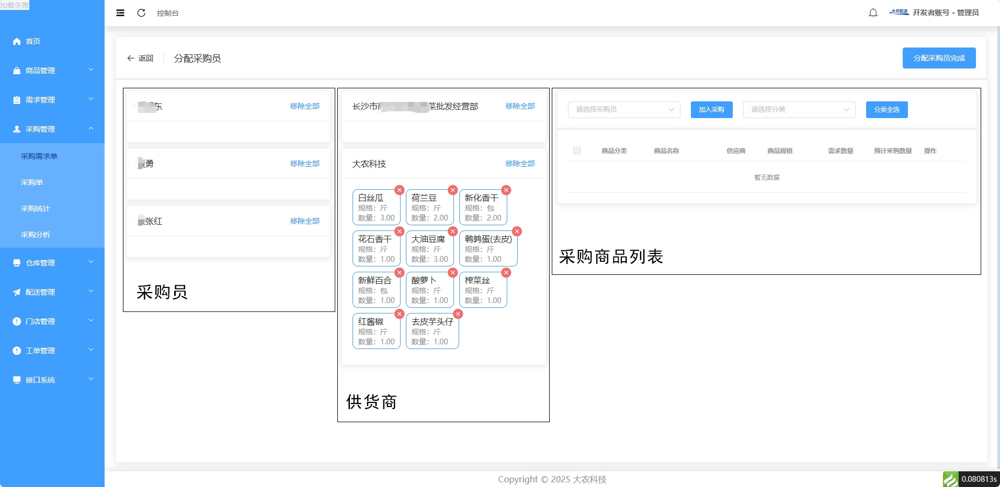 加载失败
控制台
大农配送 开发者账号 - 管理员
首页
商品管理
需求管理
采购管理
采购需求单
采购单
采购统计
采购分析
仓库管理
配送管理
门店管理
工单管理
接口系统
返回 分配采购员 分配采购员完成
东 移除全部
勇 移除全部
张红 移除全部
采购员
长沙市 菜批发经营部 移除全部
大农科技 移除全部
白丝瓜
规格：斤
数量：3.00
荷兰豆
规格：斤
数量：2.00
新化香干
规格：包
数量：2.00
花石香干
规格：斤
数量：1.00
大油豆腐
规格：斤
数量：3.00
鹌鹑蛋(去皮)
规格：斤
数量：1.00
新鲜百合
规格：包
数量：1.00
酸萝卜
规格：斤
数量：1.00
榨菜丝
规格：斤
数量：1.00
红酱椒
规格：斤
数量：1.00
去皮芋头仔
规格：斤
数量：1.00
供货商
请选择采购员 加入采购 请选择分类 分类全选
商品分类 商品名称 供应商 商品规格 需求数量 预计采购数量 操作
暂无数据
采购商品列表
Copyright © 2025 大农科技
0.080813s